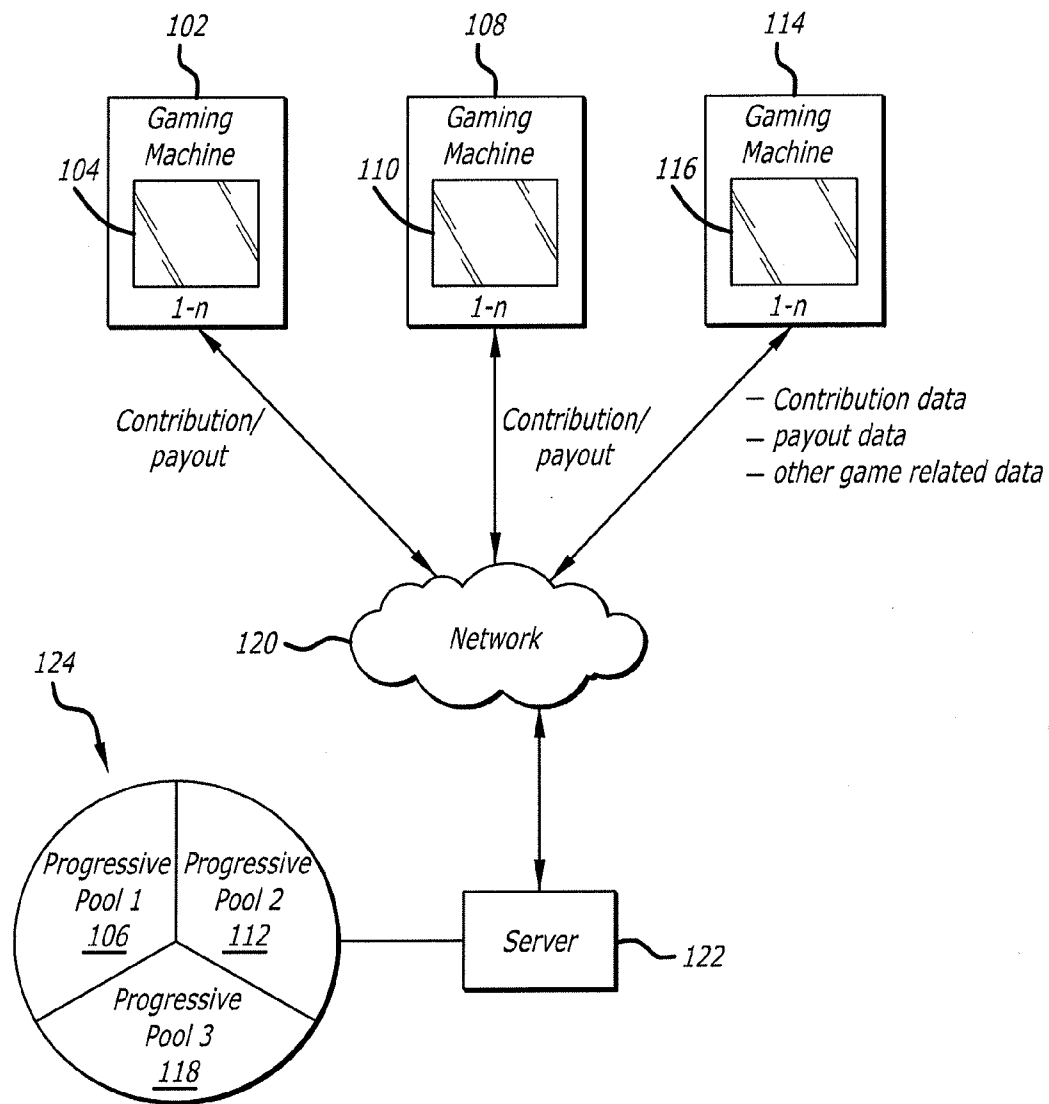 102
108
114
Gaming
Machine
104
1-n
Gaming
Machine
110
1-n
Gaming
Machine
116
1-n
Contribution/
payout
Contribution/
payout
– Contribution data
– payout data
– other game related data
120
Network
124
Progressive
Pool 1
106
Progressive
Pool 2
112
Progressive
Pool 3
118
Server
122